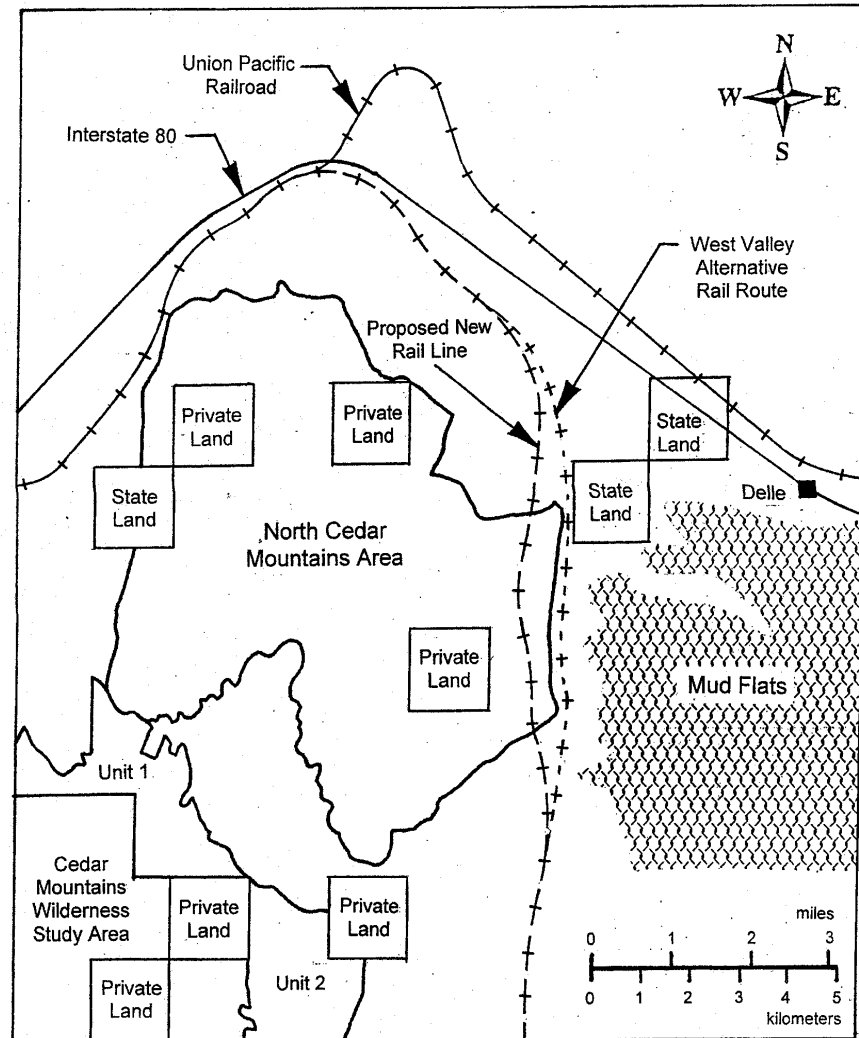 Union Pacific
Railroad
N
W
E
S
Interstate 80
West Valley
Alternative
Rail Route
Proposed New
Rail Line
Private
Land
Private
Land
State
Land
State
Land
State
Land
Delle
North Cedar
Mountains Area
Private
Land
Mud Flats
Unit 1
Cedar
Mountains
Wilderness
Study Area
Private
Land
Private
Land
Private
Land
Unit 2
miles
0 1 2 3
0 1 2 3 4 5
kilometers